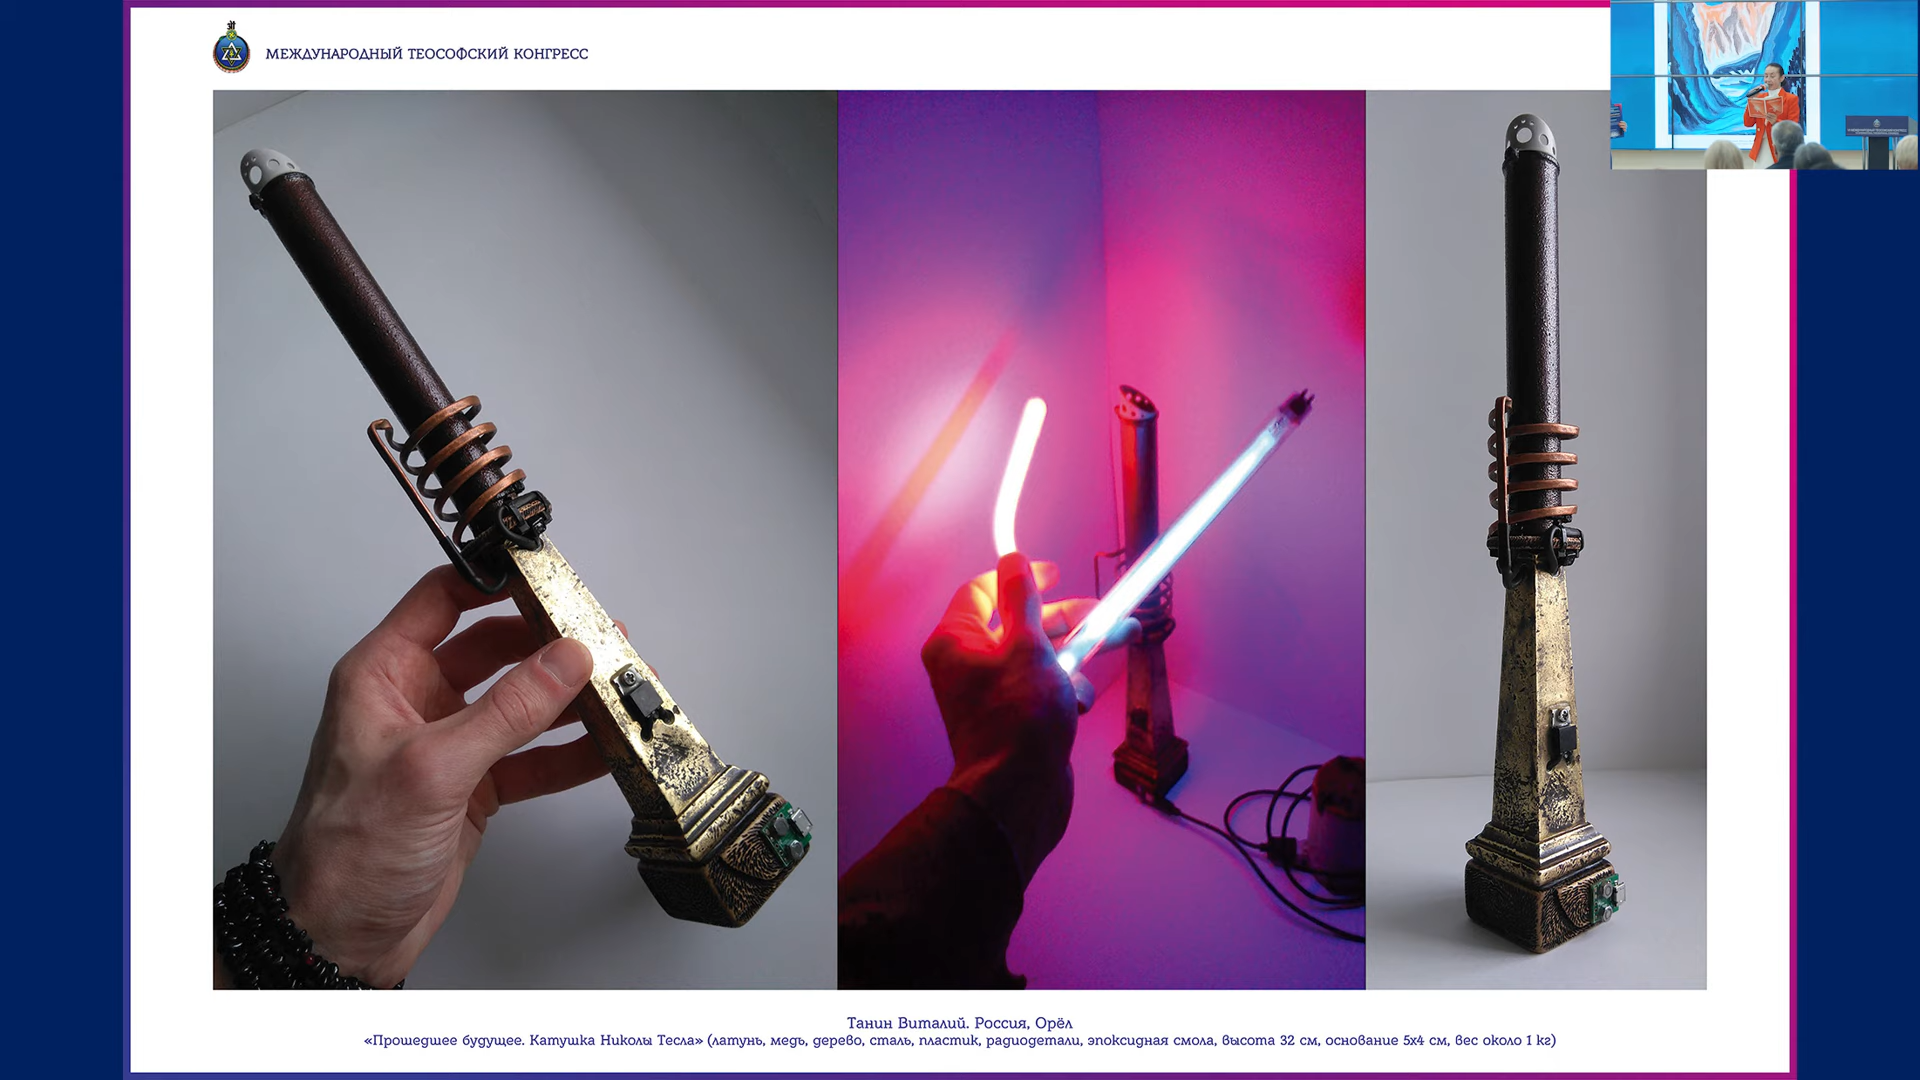 МЕЖДУНАРОДНЫЙ ТЕОСОФСКИЙ КОНГРЕСС
Танин Виталий. Россия, Орёл
«Прошедшее будущее. Катушка Николы Тесла» (латунь, медь, дерево, сталь, пластик, радиодетали, эпоксидная смола, высота 32 см, основание 5х4 см, вес около 1 кг)